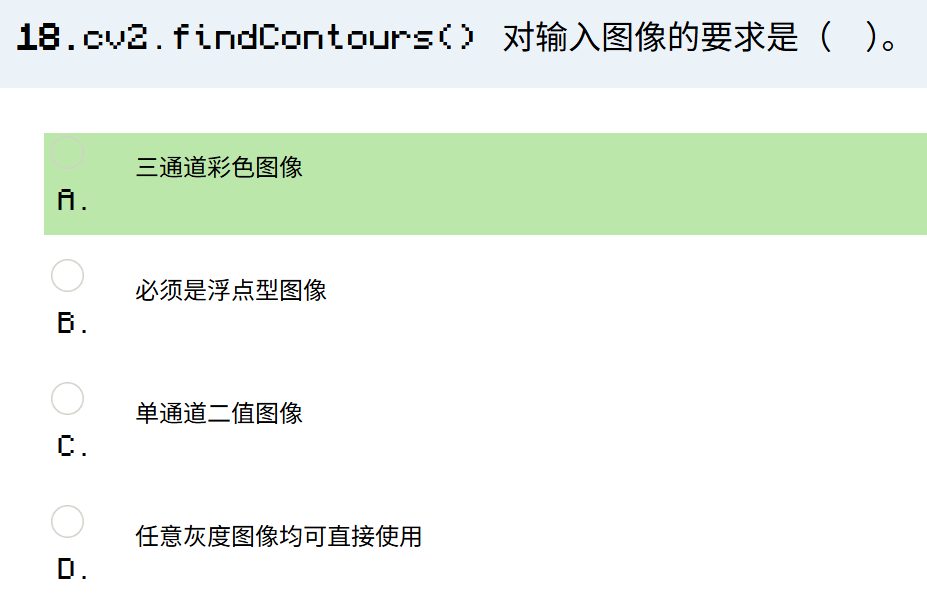 18.cv2.findContours() 对输入图像的要求是（ ）。
三通道彩色图像
A.
必须是浮点型图像
B.
单通道二值图像
C.
任意灰度图像均可直接使用
D.